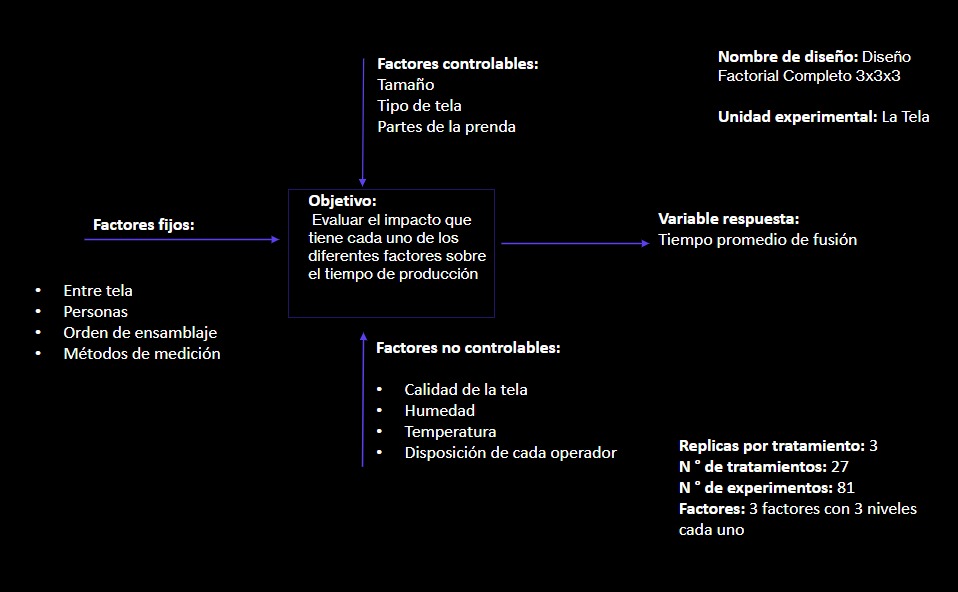 Factores controlables:
Tamaño
Tipo de tela
Partes de la prenda
Nombre de diseño: Diseño
Factorial Completo 3x3x3
Unidad experimental: La Tela
Factores fijos:
Entre tela
Personas
Orden de ensamblaje
Métodos de medición
Objetivo:
Evaluar el impacto que
tiene cada uno de los
diferentes factores sobre
el tiempo de producción
Variable respuesta:
Tiempo promedio de fusión
Factores no controlables:
Calidad de la tela
Humedad
Temperatura
Disposición de cada operador
Replicas por tratamiento: 3
N ° de tratamientos: 27
N ° de experimentos: 81
Factores: 3 factores con 3 niveles
cada uno